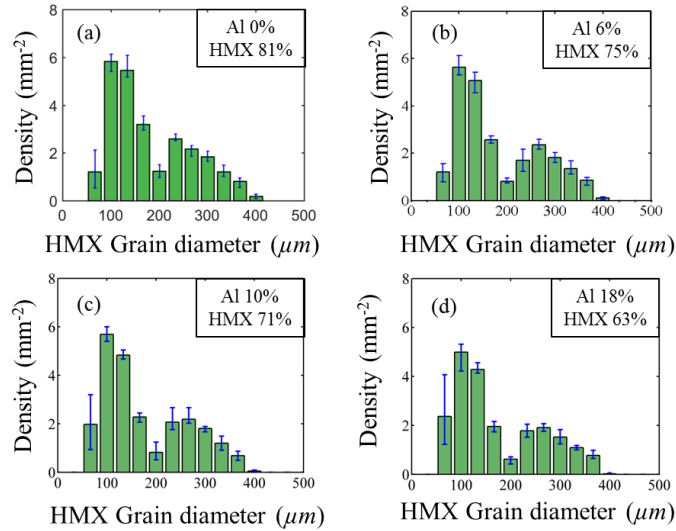 (a)
Al 0%
HMX 81%
Density (mm-2)
8
6
4
2
0
0 100 200 300 400 500
HMX Grain diameter (μm)
(b)
Al 6%
HMX 75%
Density (mm-2)
8
6
4
2
0
0 100 200 300 400 500
HMX Grain diameter (μm)
(c)
Al 10%
HMX 71%
Density (mm-2)
8
6
4
2
0
0 100 200 300 400 500
HMX Grain diameter (μm)
(d)
Al 18%
HMX 63%
Density (mm-2)
8
6
4
2
0
0 100 200 300 400 500
HMX Grain diameter (μm)